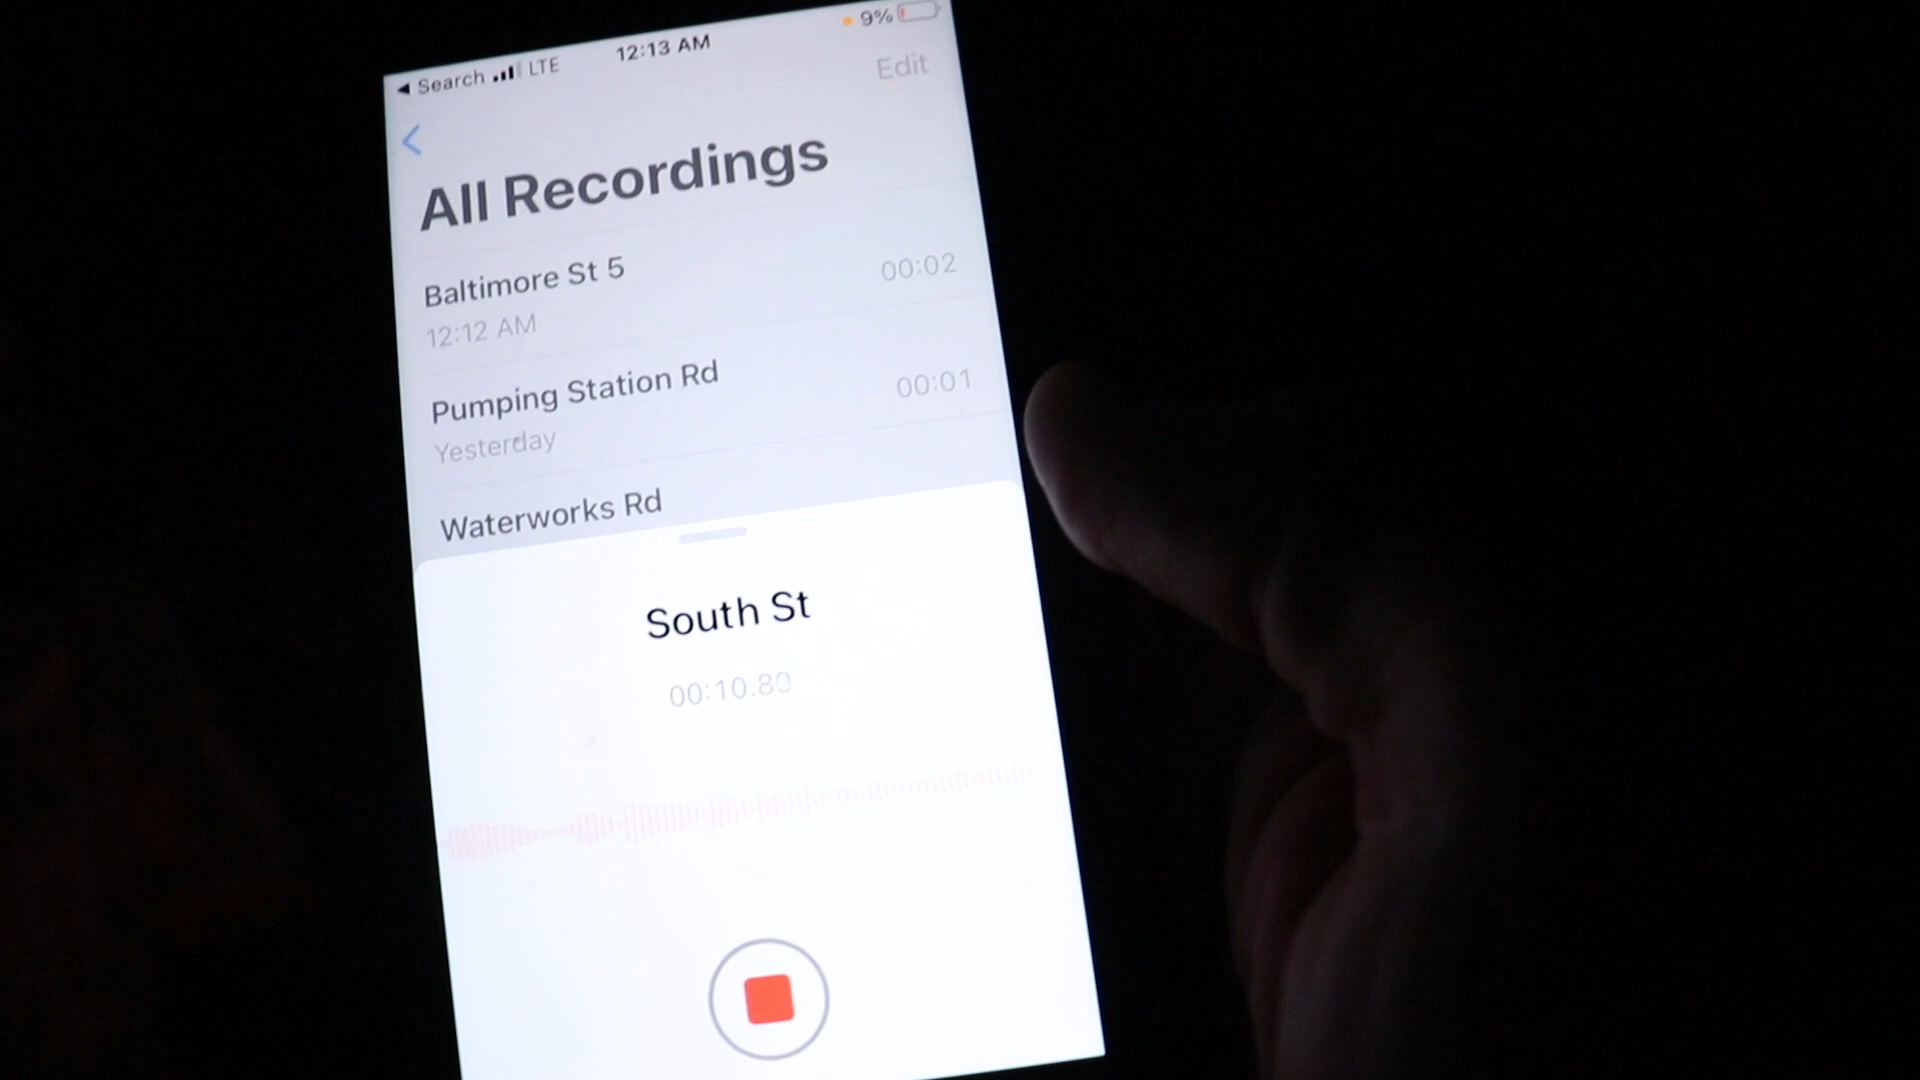 Search LTE 12:13 AM 9%
Edit
All Recordings
Baltimore St 5 00:02
12:12 AM
Pumping Station Rd 00:01
Yesterday
Waterworks Rd
South St
00:10.80